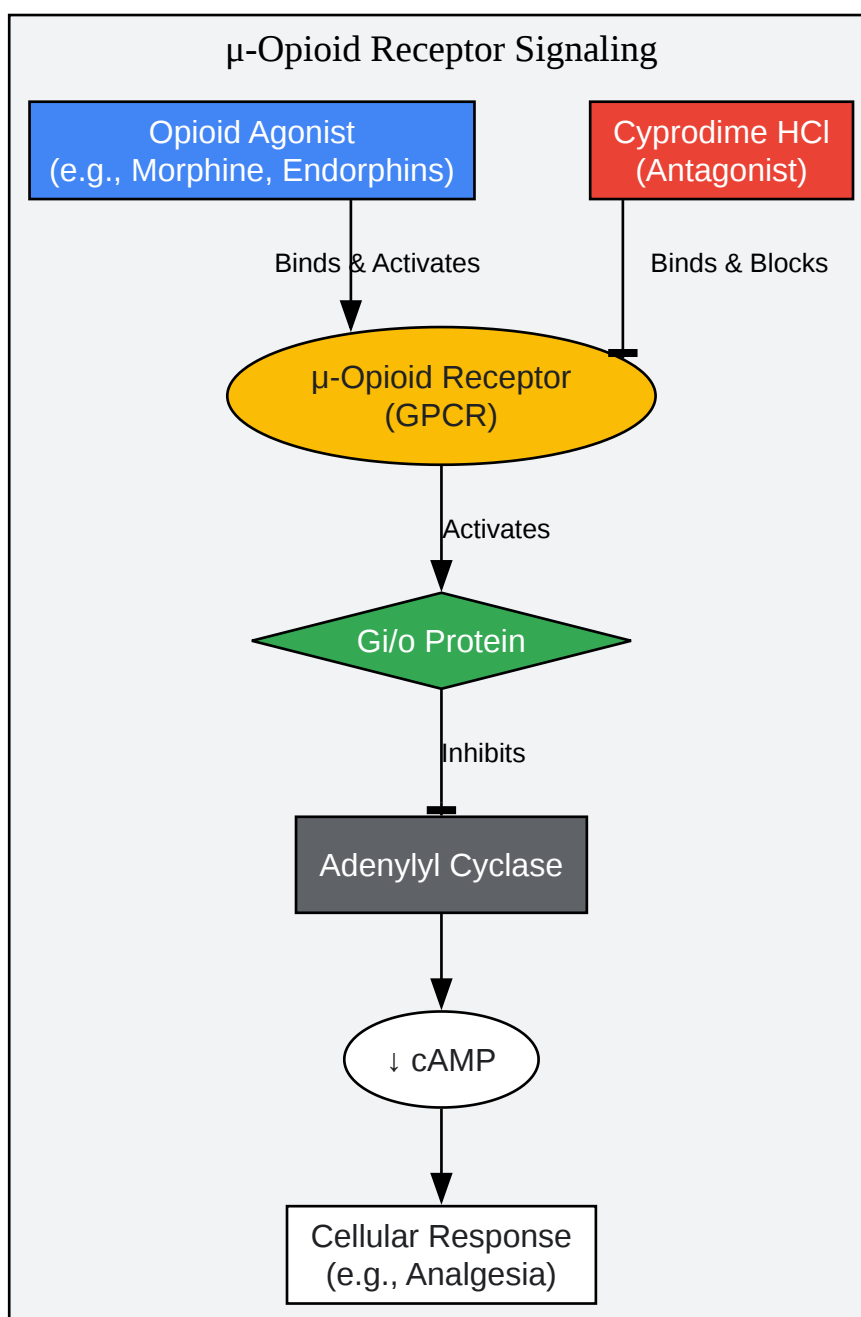 μ-Opioid Receptor Signaling
Opioid Agonist
(e.g., Morphine, Endorphins)
Cyprodime HCl
(Antagonist)
Binds & Activates
Binds & Blocks
μ-Opioid Receptor
(GPCR)
Activates
Gi/o Protein
Inhibits
Adenylyl Cyclase
↓ cAMP
Cellular Response
(e.g., Analgesia)